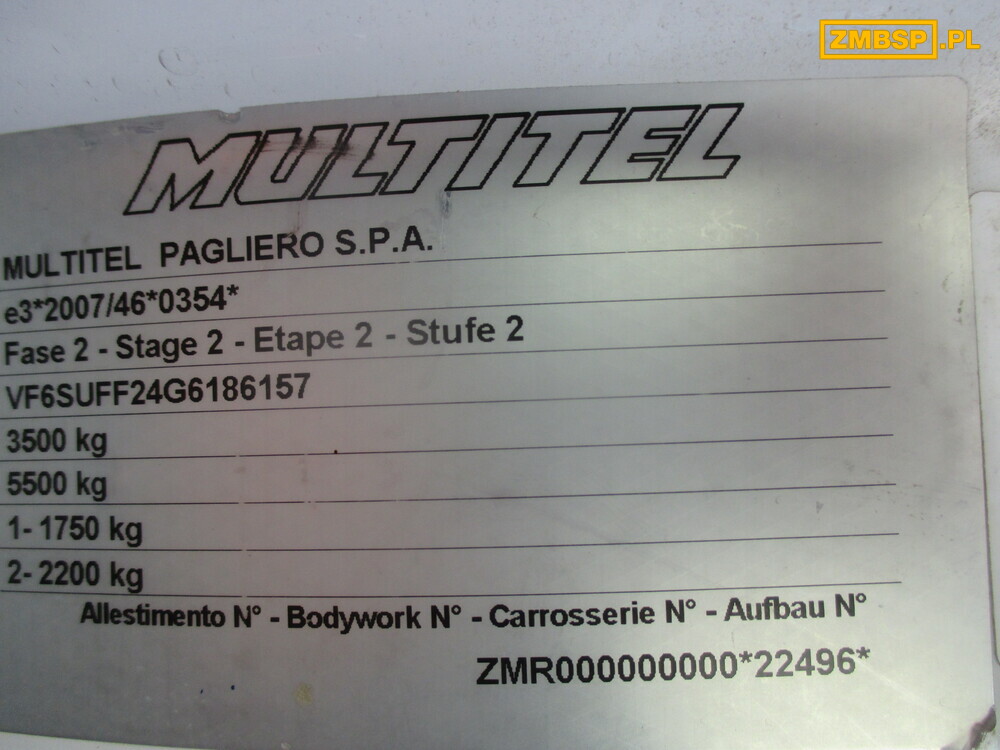 ZMBSP.PL
MULTITEL
MULTITEL PAGLIERO S.P.A.
e3*2007/46*0354*
Fase 2 - Stage 2 - Etape 2 - Stufe 2
VF6SUFF24G6186157
3500 kg
5500 kg
1- 1750 kg
2- 2200 kg
Allestimento N° - Bodywork N° - Carrosserie N° - Aufbau N°
ZMR000000000*22496*